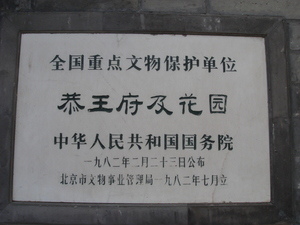 全国重点文物保护单位
恭王府及花园
中华人民共和国国务院
一九八二年二月二十三日公布
北京市文物事业管理局一九八二年七月立